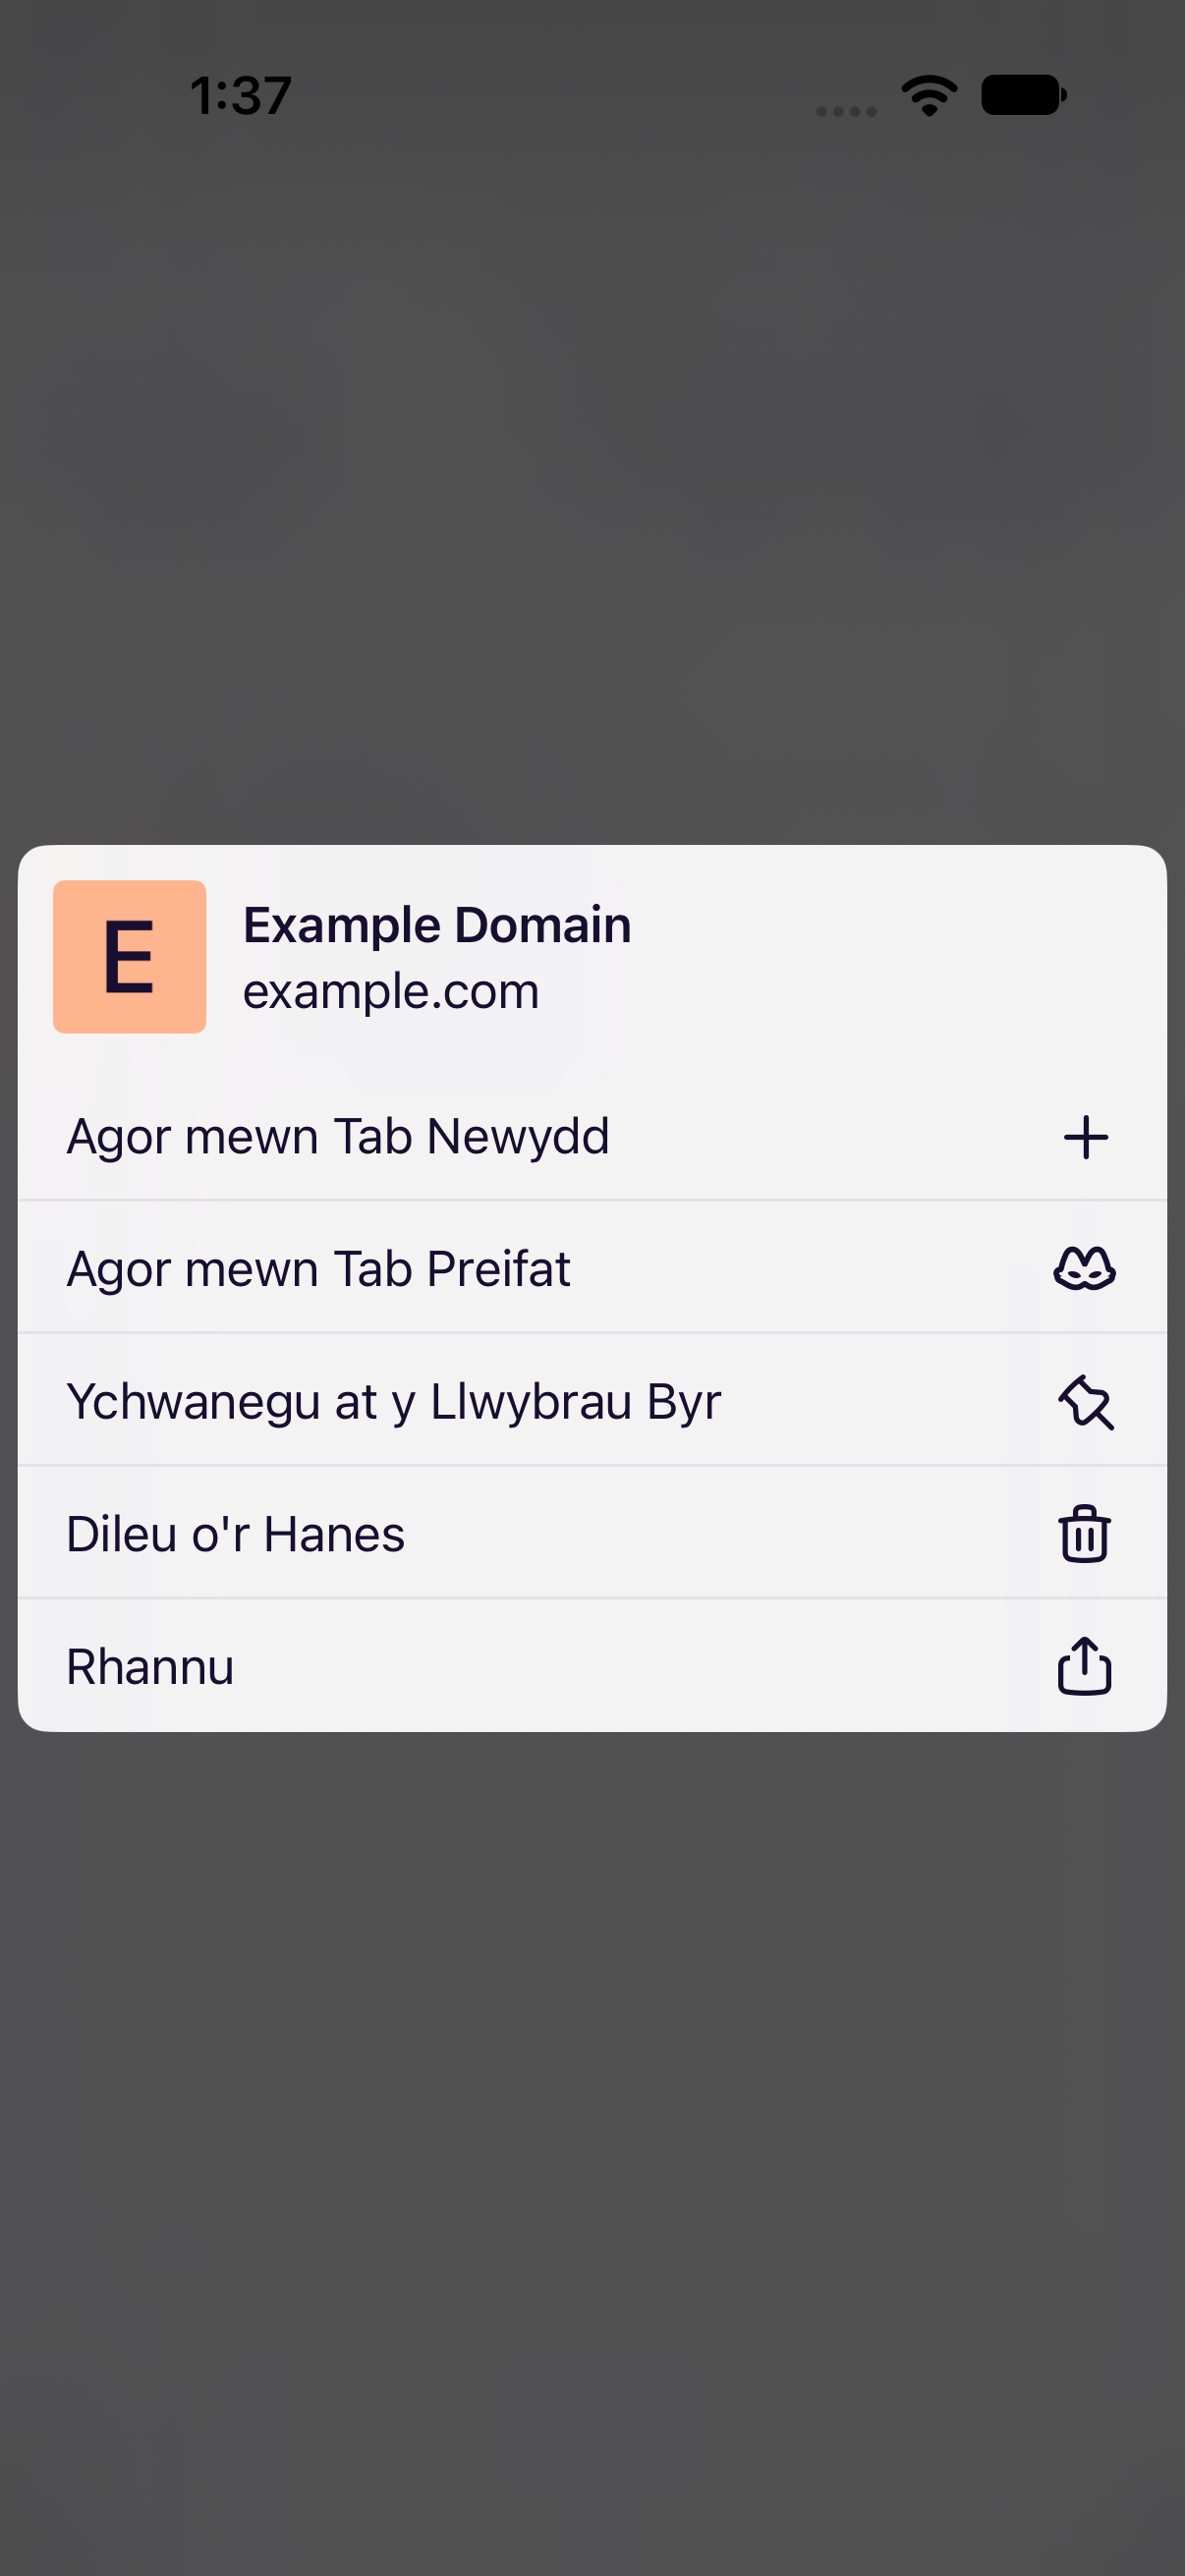 1:37
E
Example Domain
example.com
Agor mewn Tab Newydd
Agor mewn Tab Preifat
Ychwanegu at y Llwybrau Byr
Dileu o'r Hanes
Rhannu